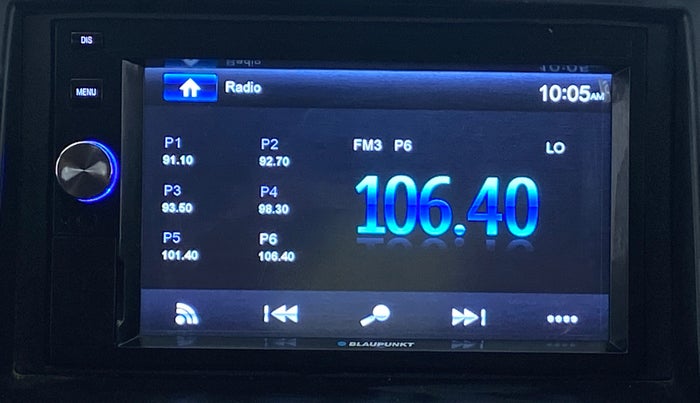 DIS
MENU
Radio
10:05AM
P1 P2
91.10 92.70
P3 P4
93.50 98.30
P5 P6
101.40 106.40
FM3 P6 LO
106.40
BLAUPUNKT